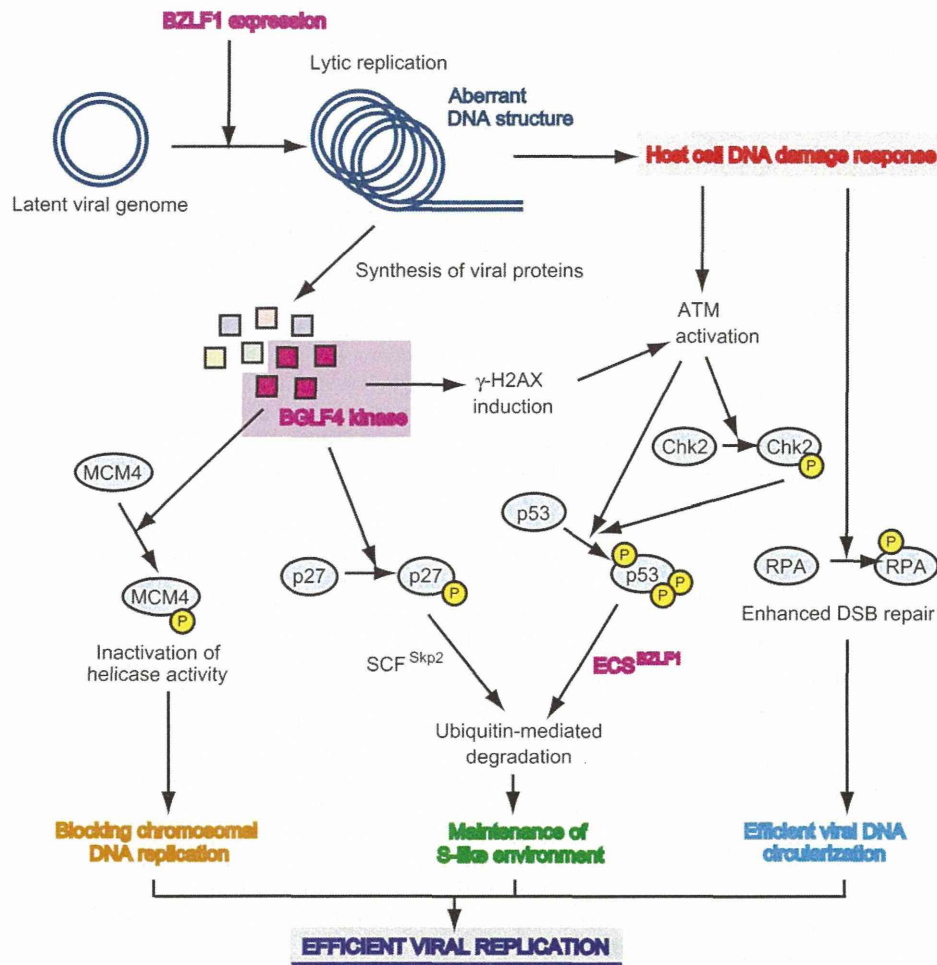 BZLF1 expression
Lytic replication
Aberrant
DNA structure
Host cell DNA damage response
Latent viral genome
Synthesis of viral proteins
ATM
activation
γ-H2AX
induction
BGLF4 kinase
Chk2
Chk2
P
MCM4
p53
P
p53
P
P
p27
p27
P
RPA
P
RPA
MCM4
P
Enhanced DSB repair
Inactivation of
helicase activity
SCF Skp2
ECS BZLF1
Ubiquitin-mediated
degradation
Blocking chromosomal
DNA replication
Maintenance of
S-like environment
Efficient viral DNA
circularization
EFFICIENT VIRAL REPLICATION